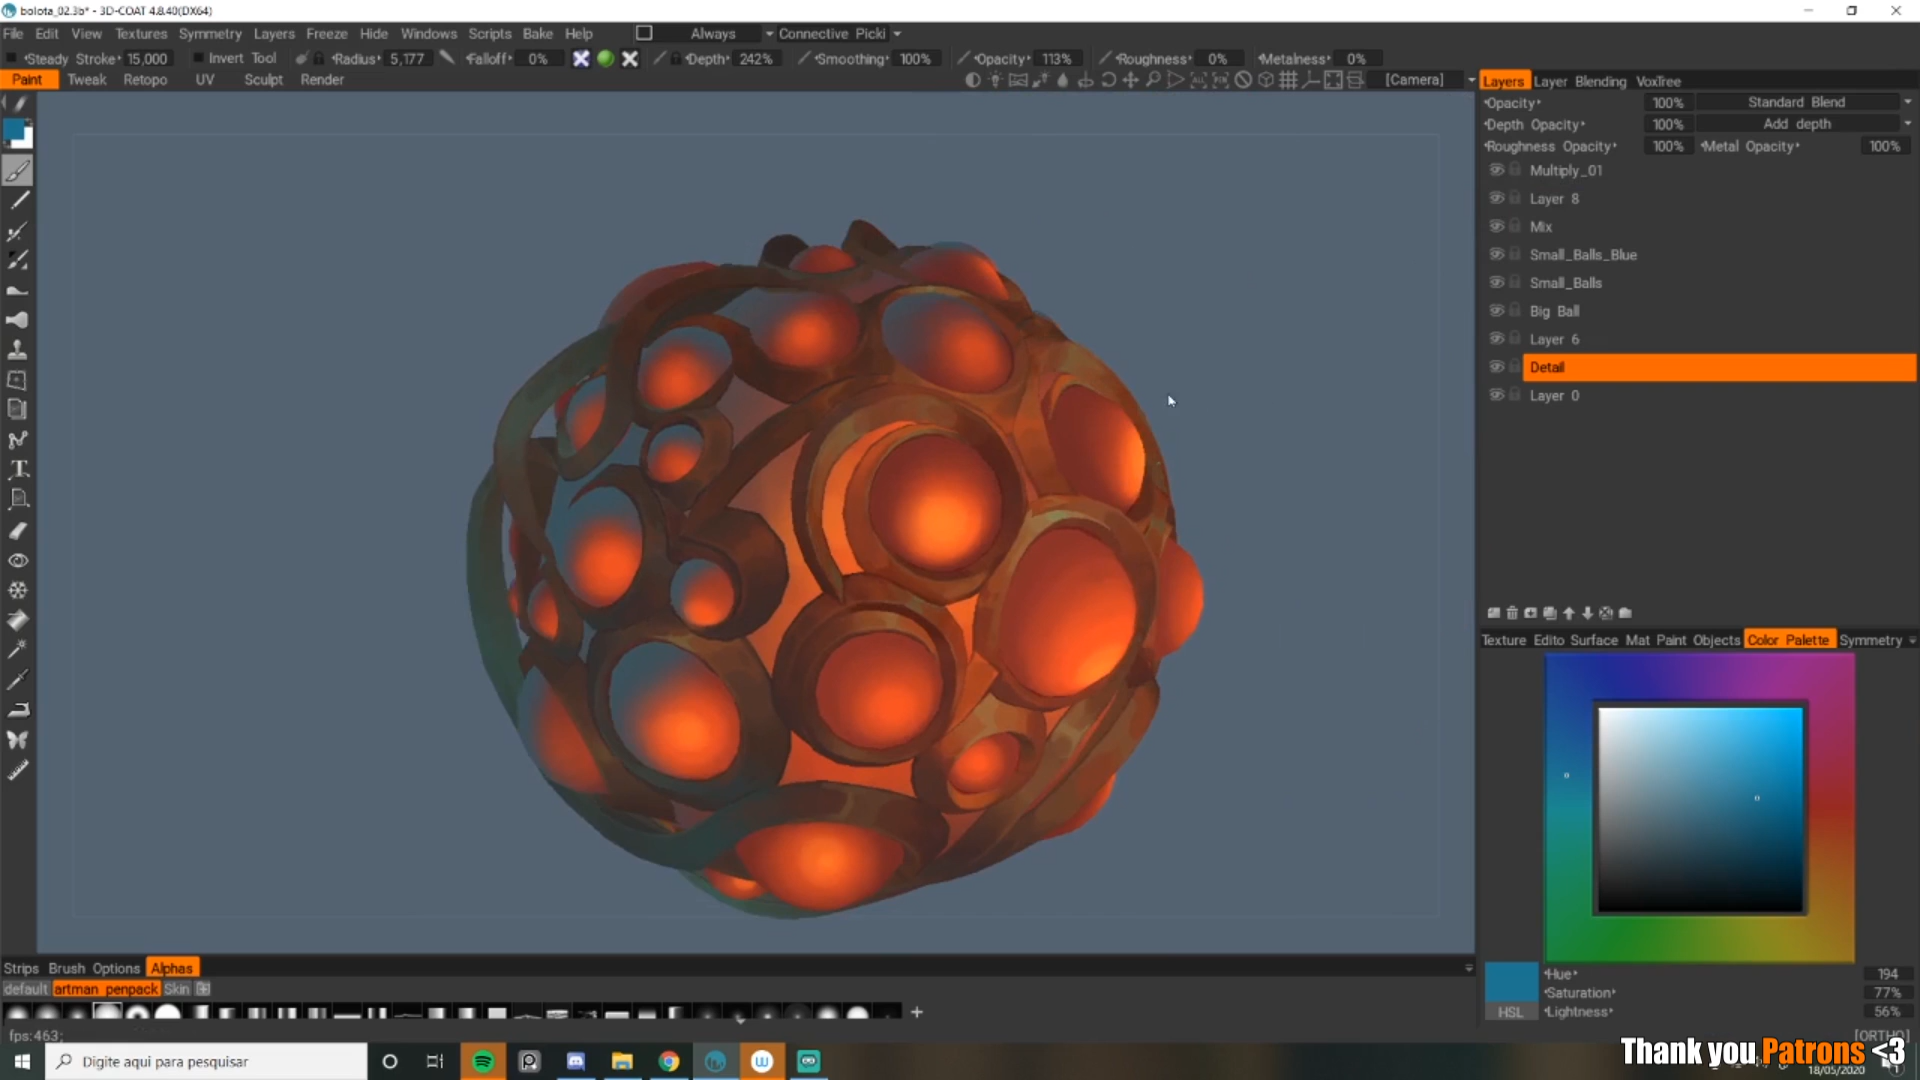 bolota_02.3b* - 3D-COAT 4.8.40(DX64)
File Edit View Textures Symmetry Layers Freeze Hide Windows Scripts Bake Help Always Connective Picki
Steady Stroke 15,000 Invert Tool Radius 5,177 Falloff 0% Depth 242% Smoothing 100% Opacity 113% Roughness 0% Metalness 0%
Paint Tweak Retopo UV Sculpt Render [Camera]
Layers Layer Blending VoxTree
Opacity 100% Standard Blend
Depth Opacity 100% Add depth
Roughness Opacity 100% Metal Opacity 100%
Multiply_01
Layer 8
Mix
Small_Balls_Blue
Small_Balls
Big Ball
Layer 6
Detail
Layer 0
Texture Edito Surface Mat Paint Objects Color Palette Symmetry
Hue 194
Saturation 77%
HSL Lightness 56%
Strips Brush Options Alphas
default artman_penpack Skin
fps:463;
[ORTHO]
Digite aqui para pesquisar
Thank you Patrons <3
18/05/2020